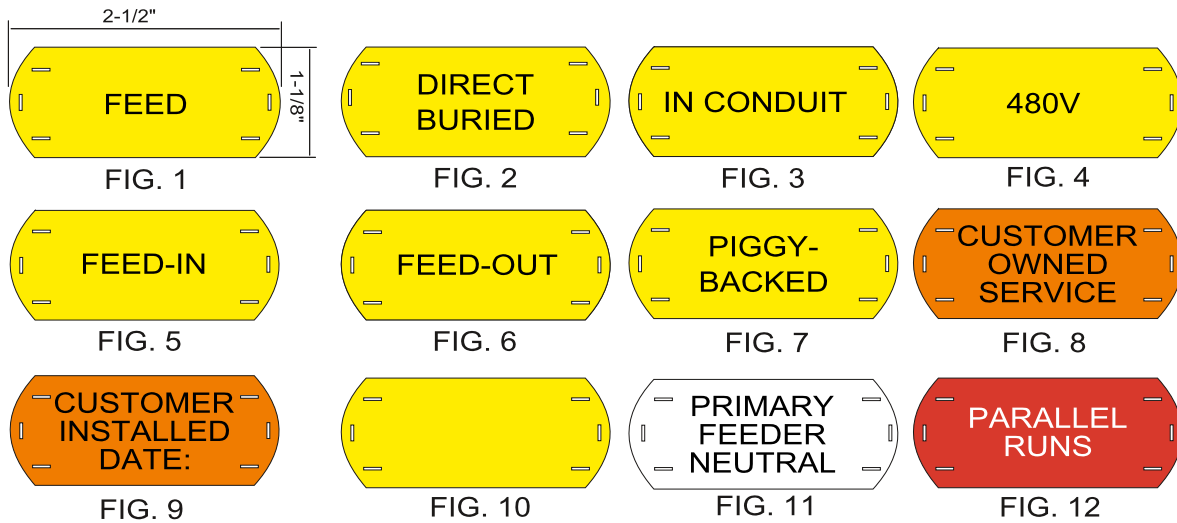 2-1/2"
1-1/8"
FEED
FIG. 1
DIRECT
BURIED
FIG. 2
IN CONDUIT
FIG. 3
480V
FIG. 4
FEED-IN
FIG. 5
FEED-OUT
FIG. 6
PIGGY-
BACKED
FIG. 7
CUSTOMER
OWNED
SERVICE
FIG. 8
CUSTOMER
INSTALLED
DATE:
FIG. 9
FIG. 10
PRIMARY
FEEDER
NEUTRAL
FIG. 11
PARALLEL
RUNS
FIG. 12